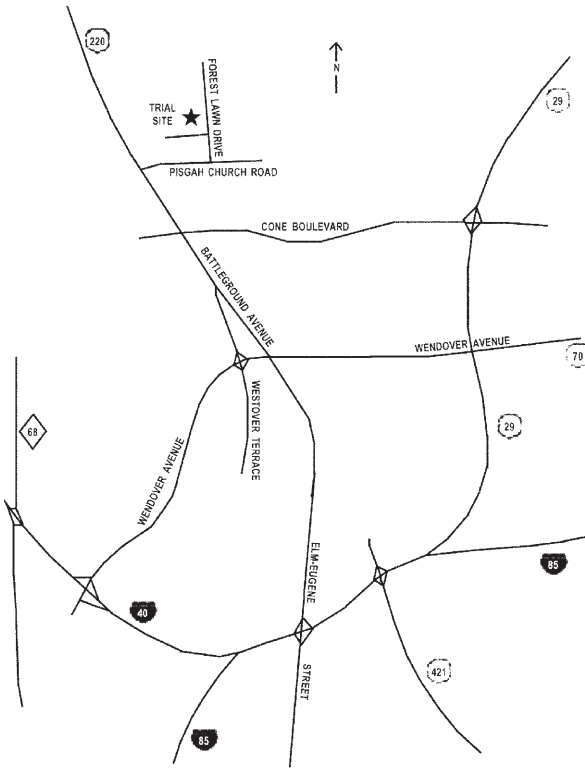 220
N
29
FOREST LAWN DRIVE
TRIAL
SITE
PISGAH CHURCH ROAD
CONE BOULEVARD
BATTLEGROUND AVENUE
WENDOVER AVENUE
70
WESTOVER TERRACE
68
29
WENDOVER AVENUE
ELM-EUGENE
85
40
STREET
421
85